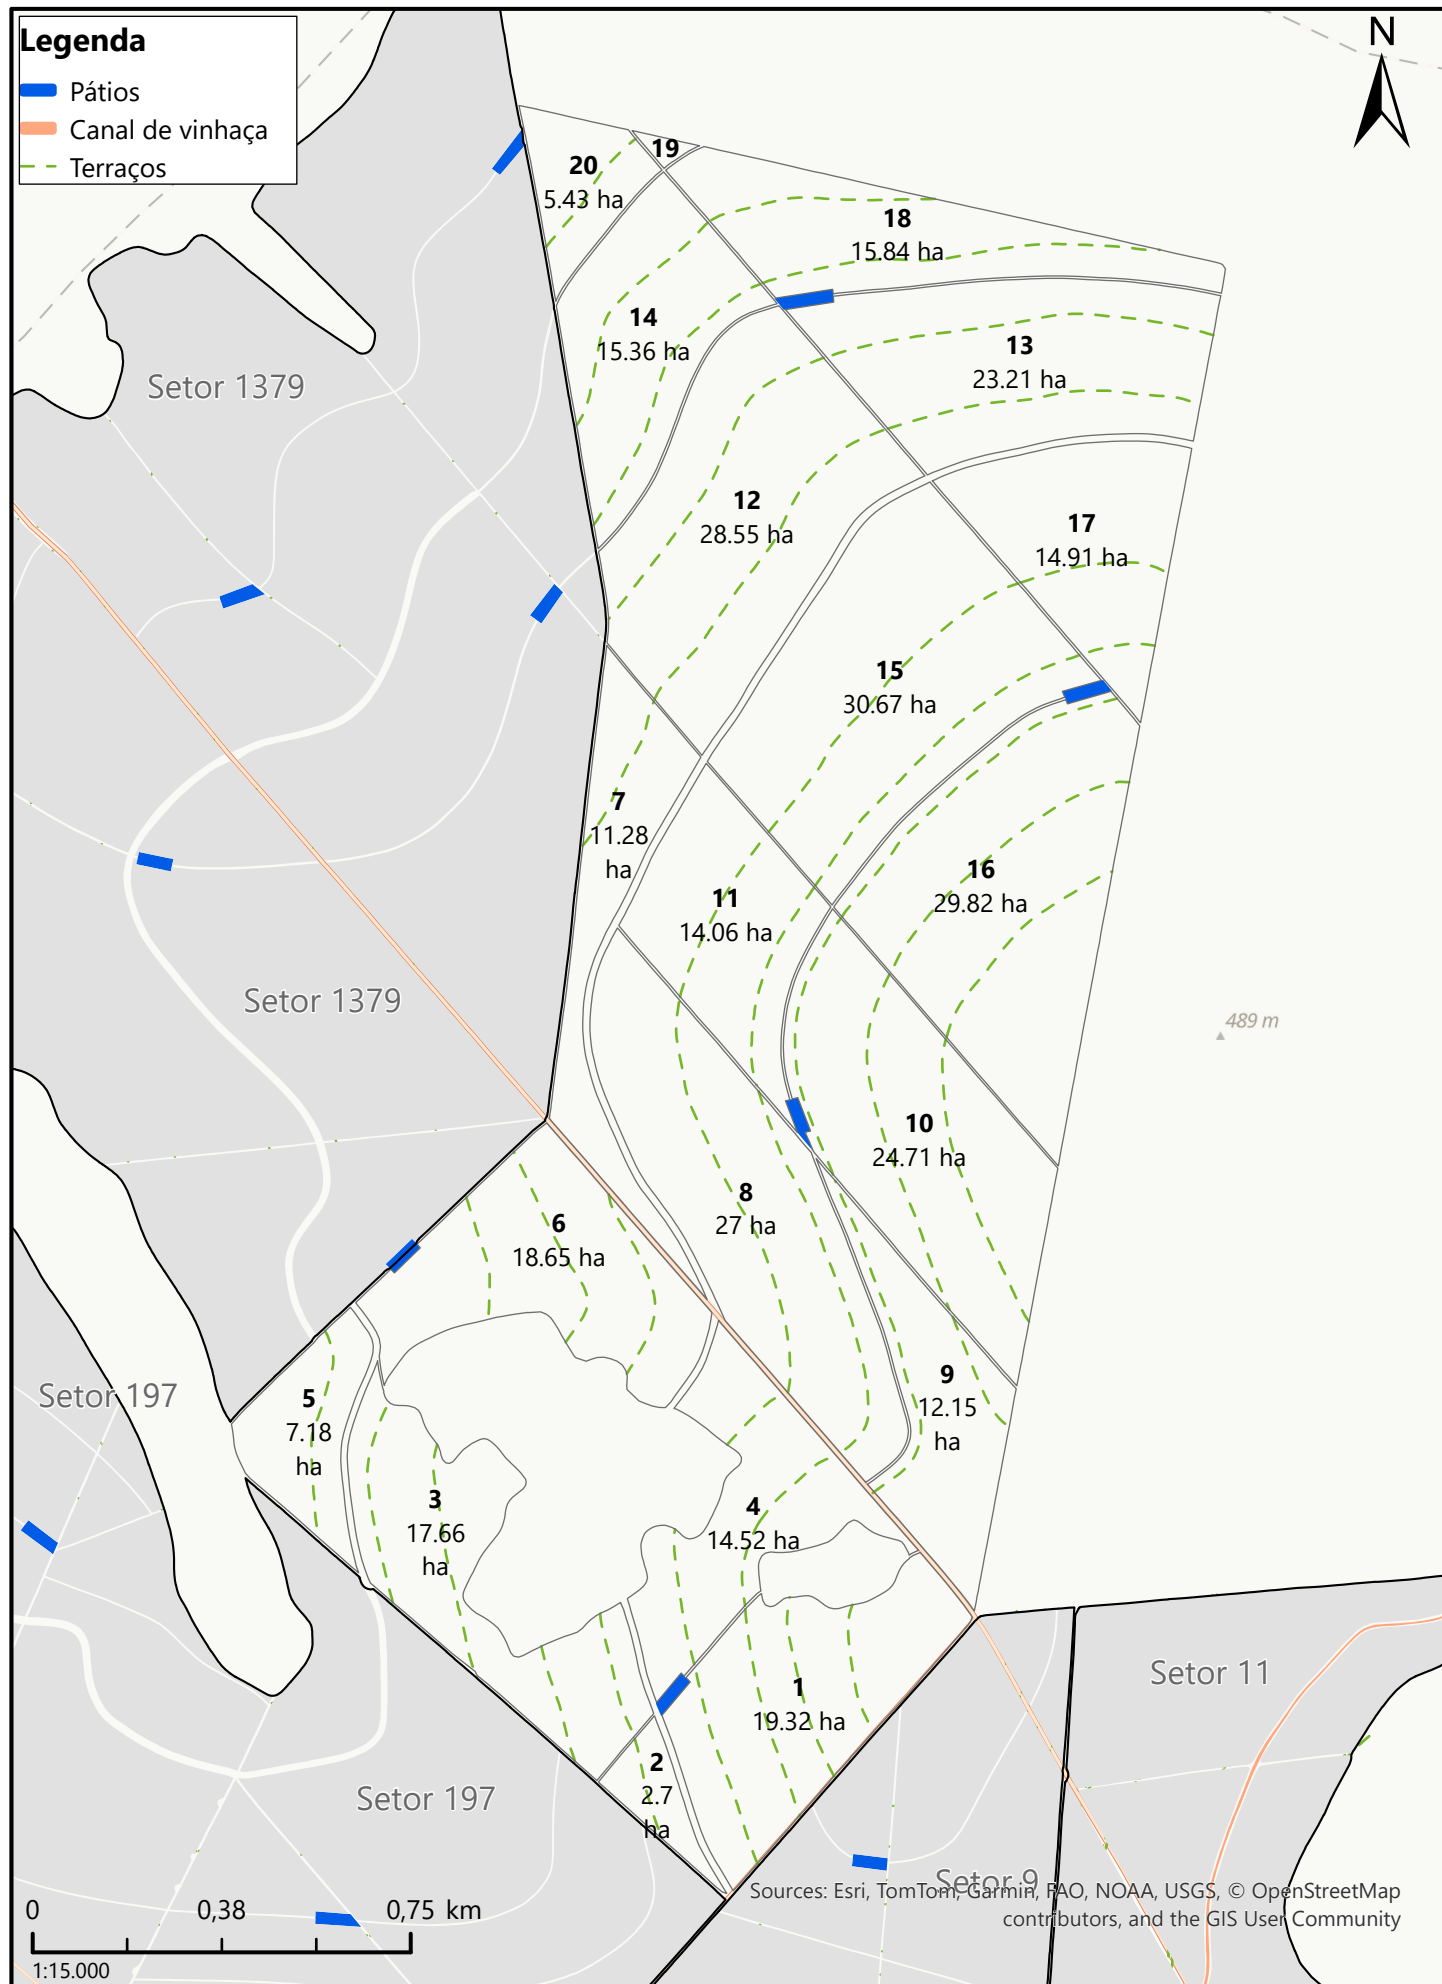 Legenda
Pátios
Canal de vinhaça
Terraços
N
19
20
5.43 ha
18
15.84 ha
14
15.36 ha
13
23.21 ha
Setor 1379
12
28.55 ha
17
14.91 ha
15
30.67 ha
7
11.28
ha
16
29.82 ha
11
14.06 ha
Setor 1379
489 m
10
24.71 ha
8
27 ha
6
18.65 ha
9
12.15
ha
Setor 197
5
7.18
ha
3
17.66
ha
4
14.52 ha
Setor 11
1
19.32 ha
2
2.7
ha
Setor 197
Setor 9
Sources: Esri, TomTom, Garmin, FAO, NOAA, USGS, © OpenStreetMap
contributors, and the GIS User Community
0 0,38 0,75 km
1:15.000